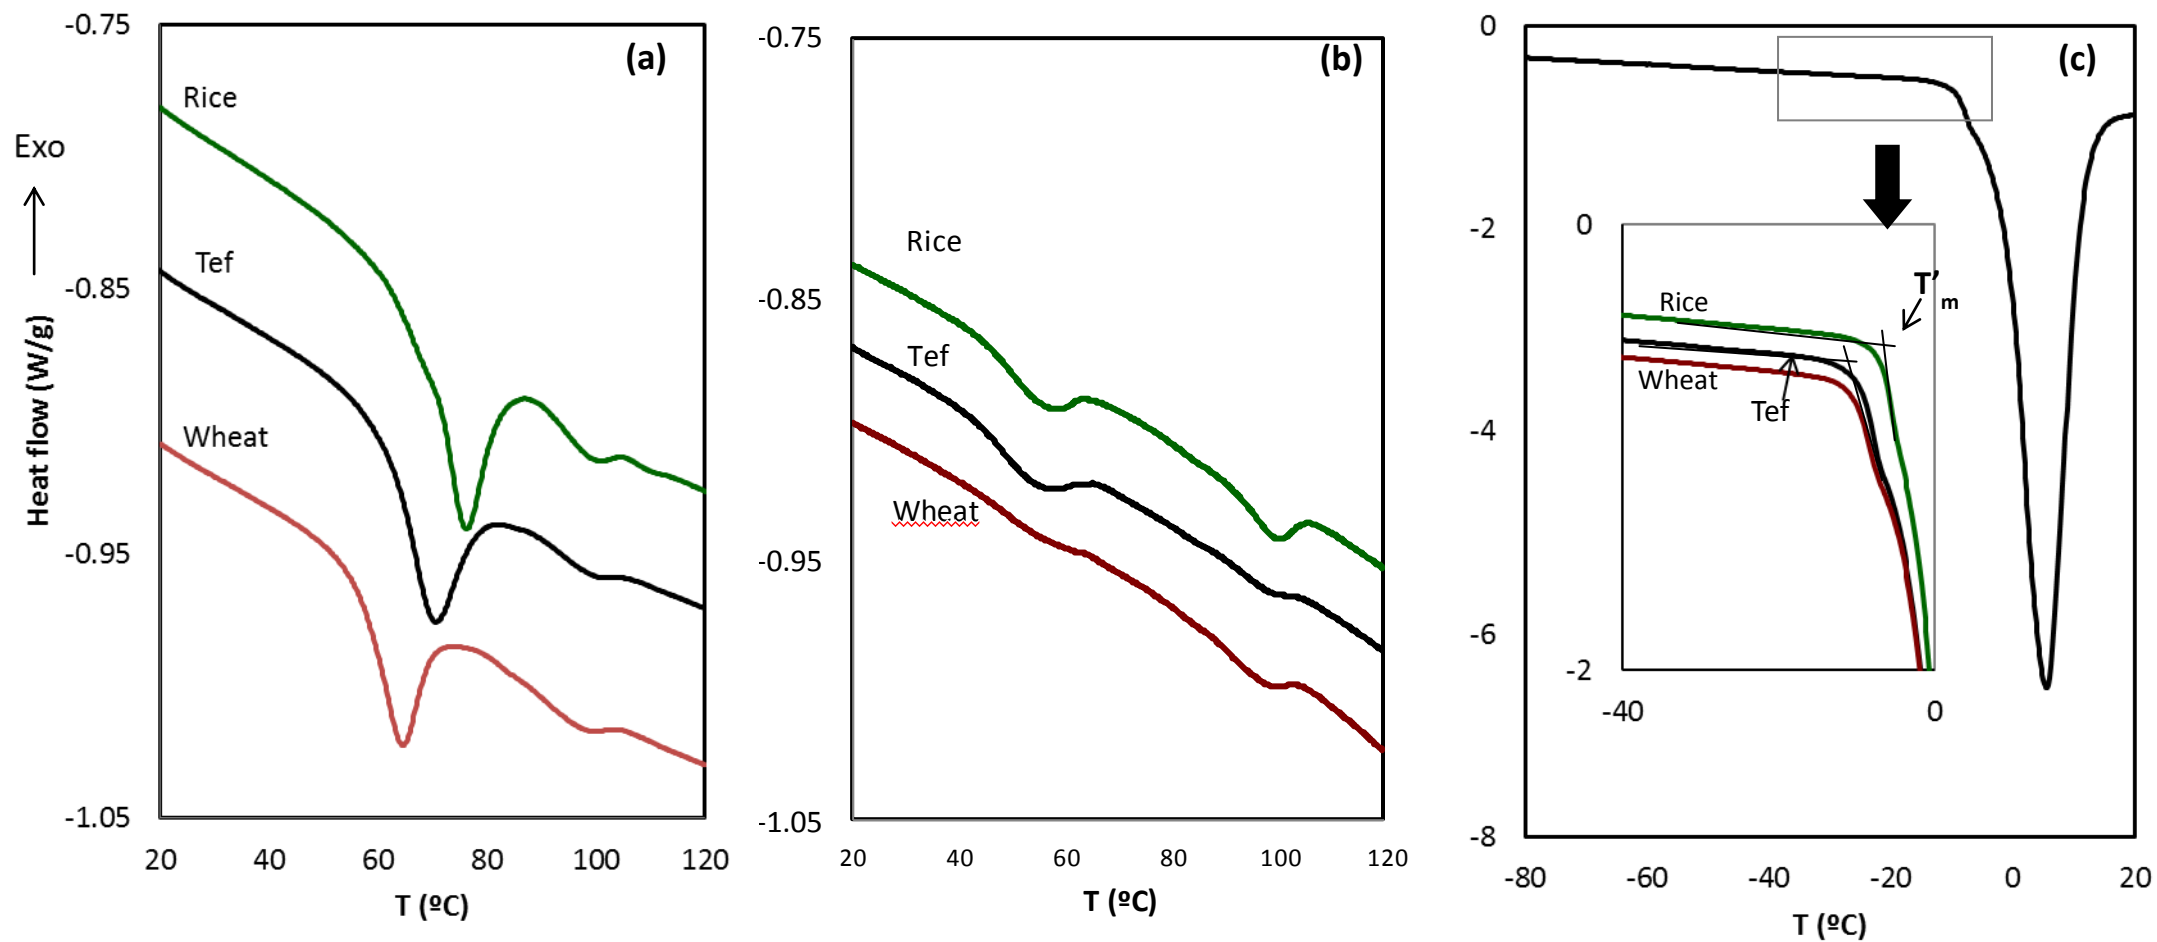 -0.75
(a)
Rice
Exo
Tef
-0.85
Heat flow (W/g)
Wheat
-0.95
-1.05
20 40 60 80 100 120
T (ºC)
-0.75
(b)
Rice
-0.85
Tef
Wheat
-0.95
-1.05
20 40 60 80 100 120
T (ºC)
0
(c)
-2
0
T'm
Rice
Wheat
Tef
-4
-6
-2
-40 0
-8
-80 -60 -40 -20 0 20
T (ºC)